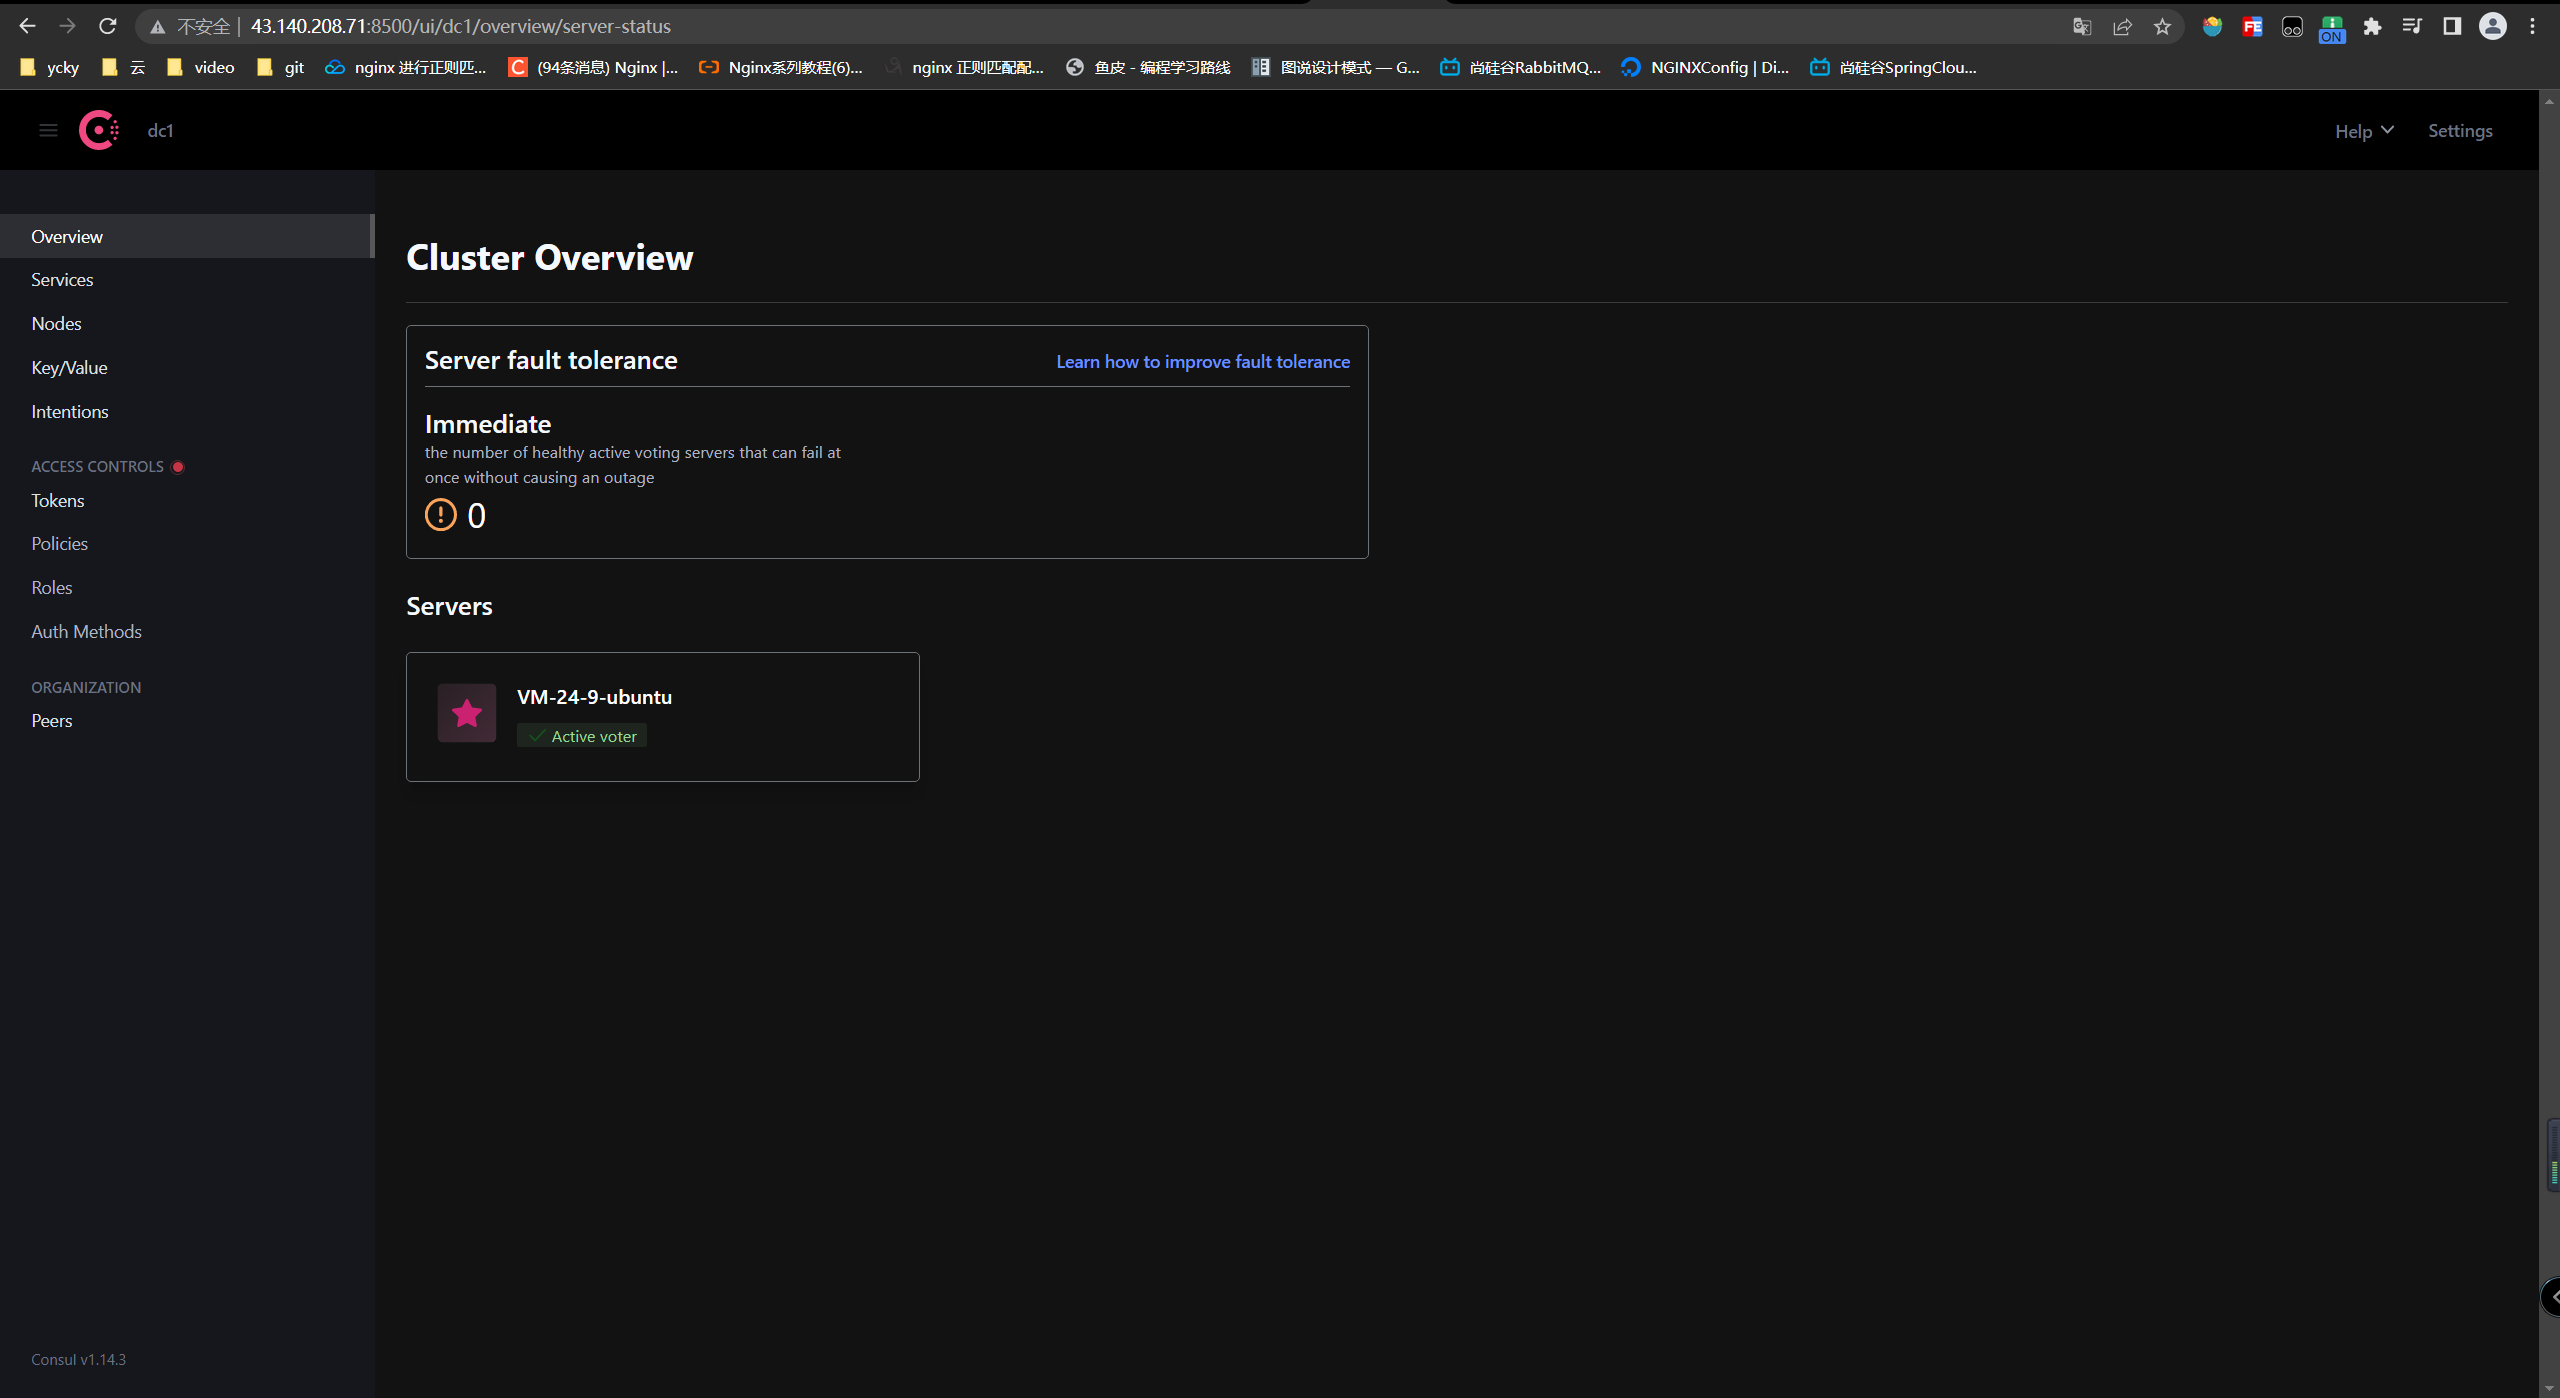 不安全 | 43.140.208.71:8500/ui/dc1/overview/server-status
FE
ON
ycky 云 video git nginx 进行正则匹... (94条消息) Nginx |... Nginx系列教程(6)... nginx 正则匹配配... 鱼皮 - 编程学习路线 图说设计模式 — G... 尚硅谷RabbitMQ... NGINXConfig | Di... 尚硅谷SpringClou...
dc1
Help
Settings
Overview
Services
Nodes
Key/Value
Intentions
ACCESS CONTROLS
Tokens
Policies
Roles
Auth Methods
ORGANIZATION
Peers
Consul v1.14.3
Cluster Overview
Server fault tolerance
Learn how to improve fault tolerance
Immediate
the number of healthy active voting servers that can fail at
once without causing an outage
0
Servers
VM-24-9-ubuntu
Active voter